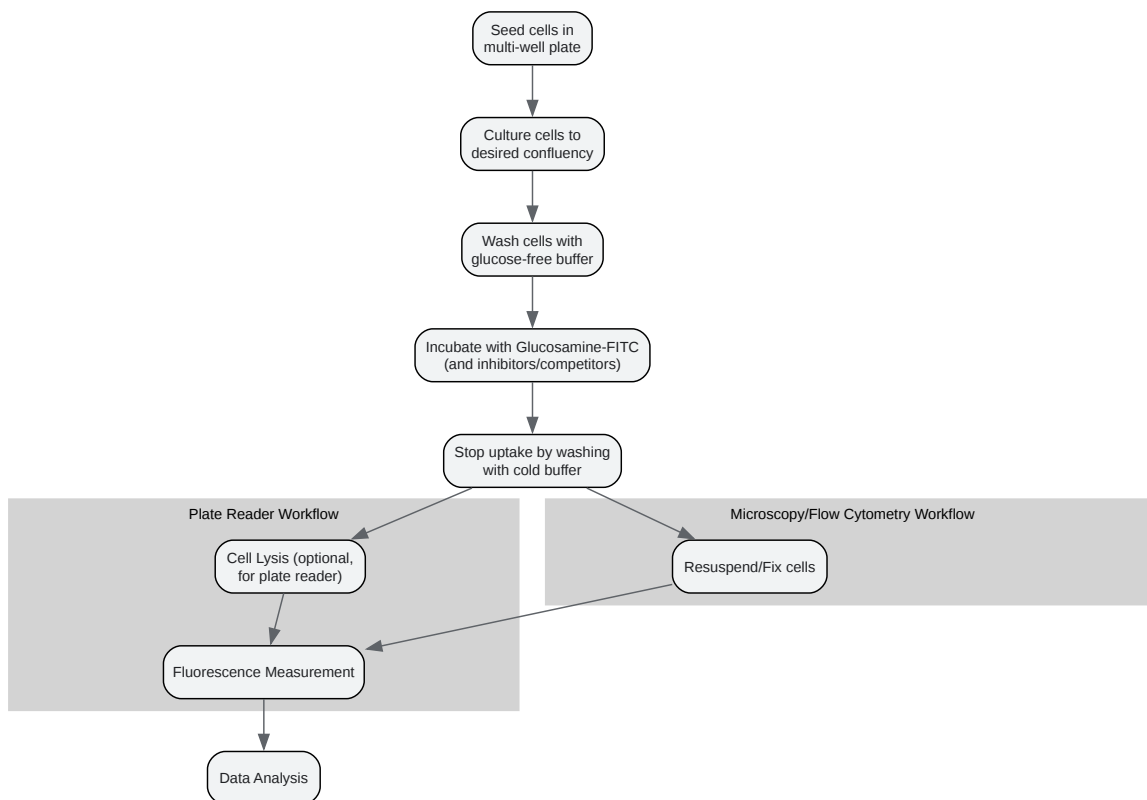 Seed cells in
multi-well plate
Culture cells to
desired confluency
Wash cells with
glucose-free buffer
Incubate with Glucosamine-FITC
(and inhibitors/competitors)
Stop uptake by washing
with cold buffer
Plate Reader Workflow
Cell Lysis (optional,
for plate reader)
Microscopy/Flow Cytometry Workflow
Resuspend/Fix cells
Fluorescence Measurement
Data Analysis